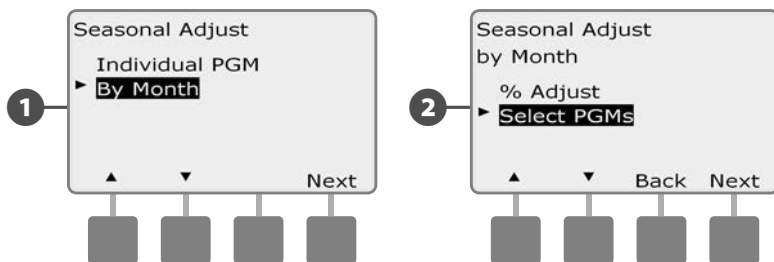 1
Seasonal Adjust
Individual PGM
► By Month
▲ ▼ Next
2
Seasonal Adjust
by Month
% Adjust
► Select PGMs
▲ ▼ Back Next